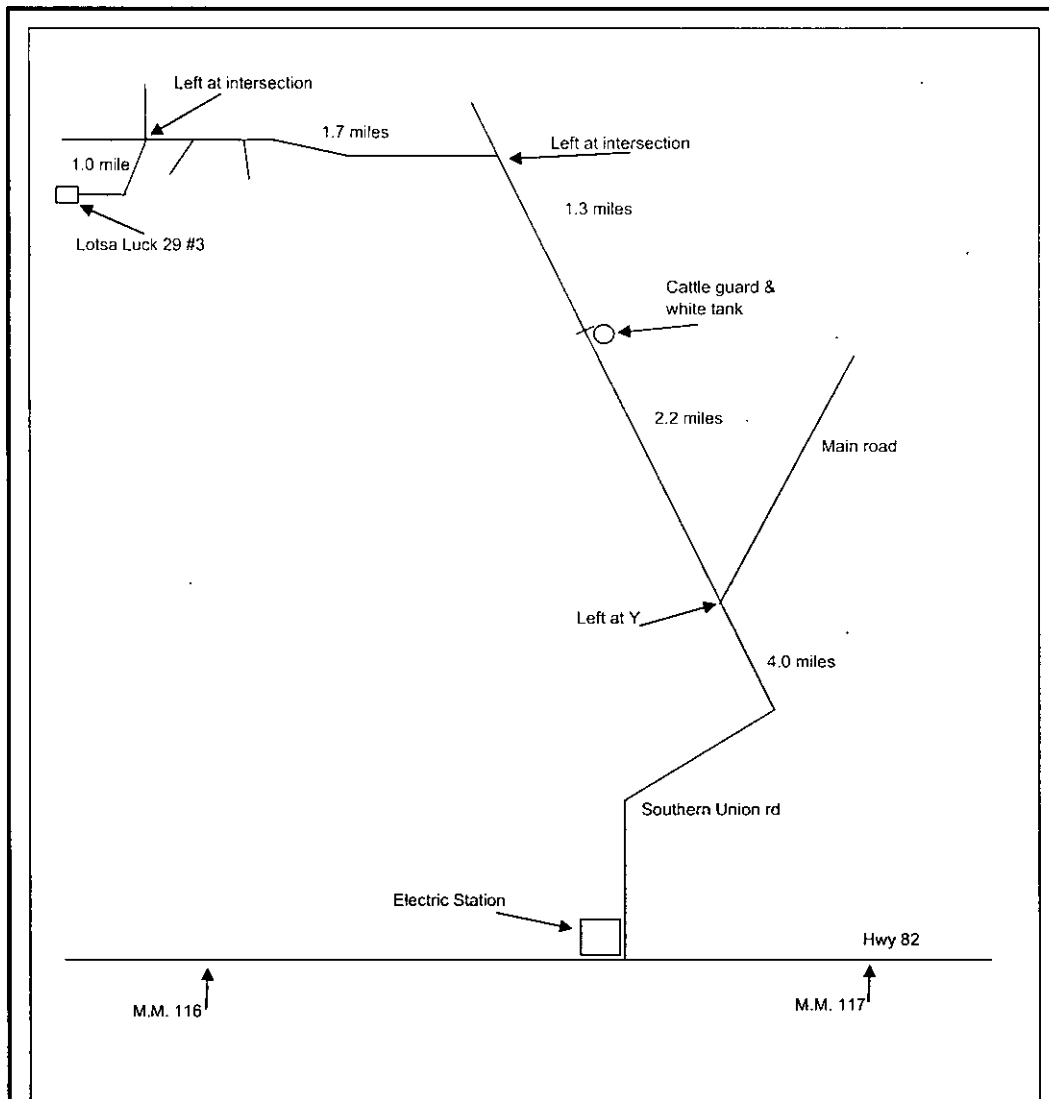 Left at intersection
1.7 miles
Left at intersection
1.0 mile
1.3 miles
Lotsa Luck 29 #3
Cattle guard &
white tank
2.2 miles
Main road
Left at Y
4.0 miles
Southern Union rd
Electric Station
Hwy 82
M.M. 116
M.M. 117